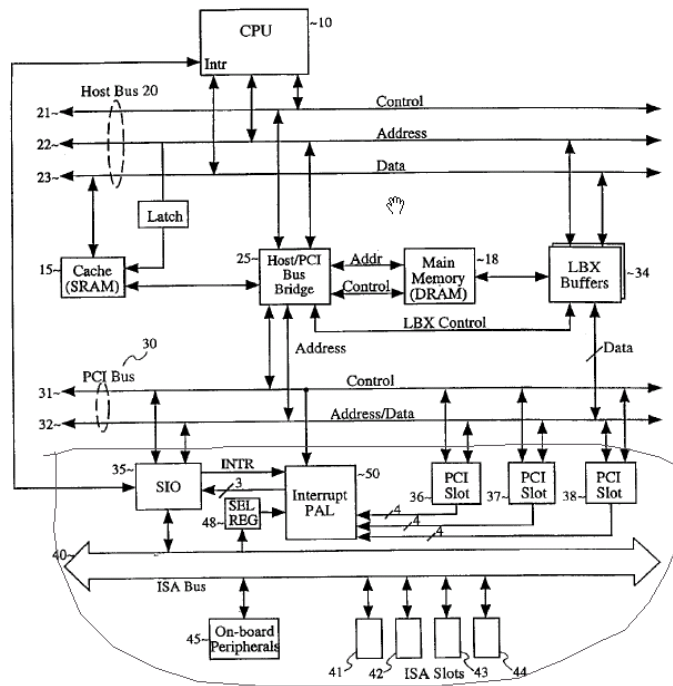 CPU
10
Intr
Host Bus 20
21
Control
22
Address
23
Data
Latch
15
Cache
(SRAM)
25
Host/PCI
Bus
Bridge
Addr
Control
Main
Memory
(DRAM)
18
LBX
Buffers
34
LBX Control
Address
Data
30
PCI Bus
31
Control
32
Address/Data
35
SIO
INTR
3
50
Interrupt
PAL
48
SEL
REG
36
PCI
Slot
37
PCI
Slot
38
PCI
Slot
4
4
4
40
ISA Bus
45
On-board
Peripherals
41
42
ISA Slots
43
44